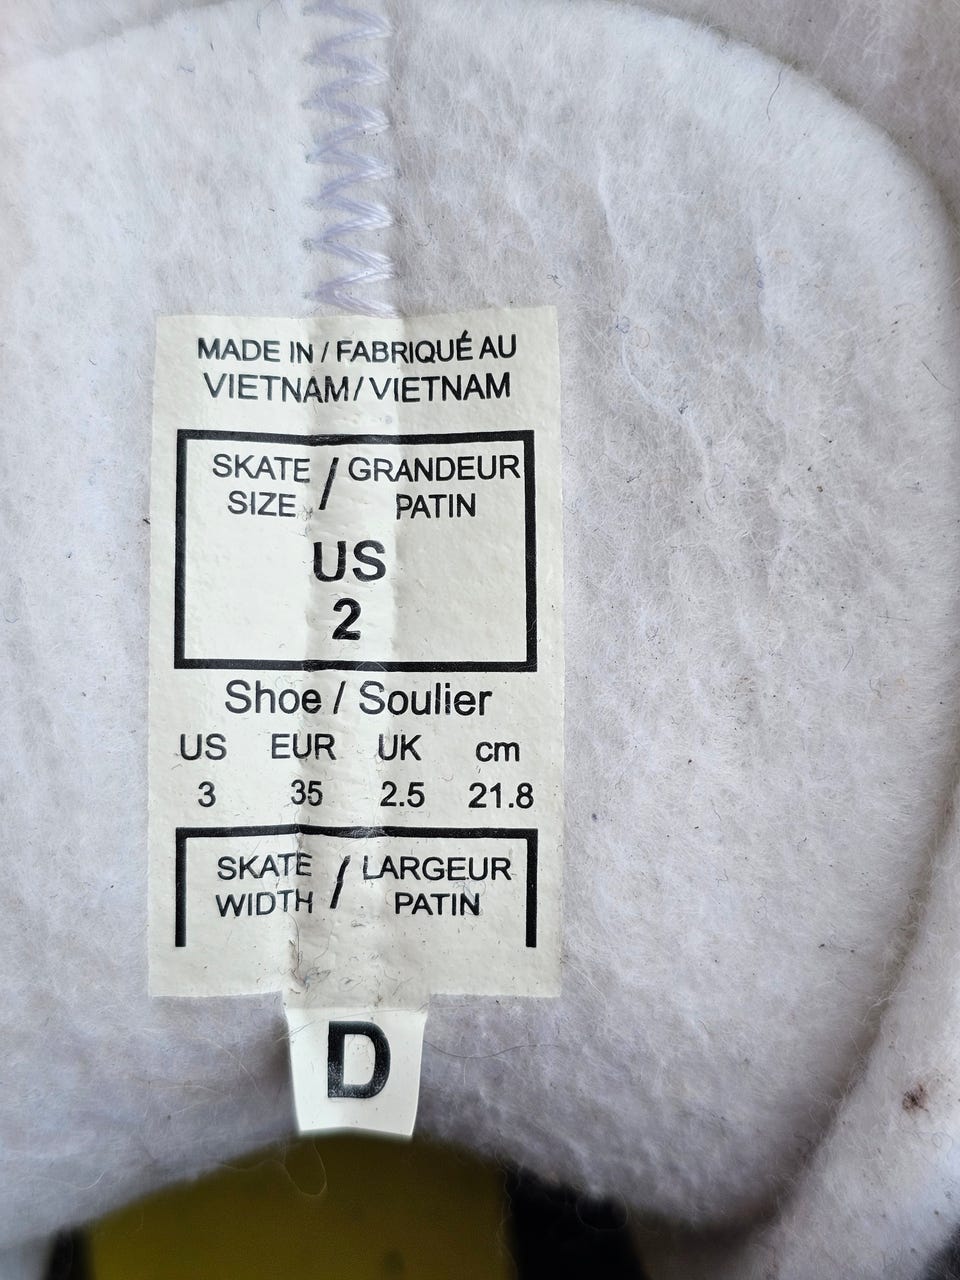 MADE IN / FABRIQUÉ AU
VIETNAM / VIETNAM
SKATE / GRANDEUR
SIZE PATIN
US
2
Shoe / Soulier
US EUR UK cm
3 35 2.5 21.8
SKATE / LARGEUR
WIDTH PATIN
D